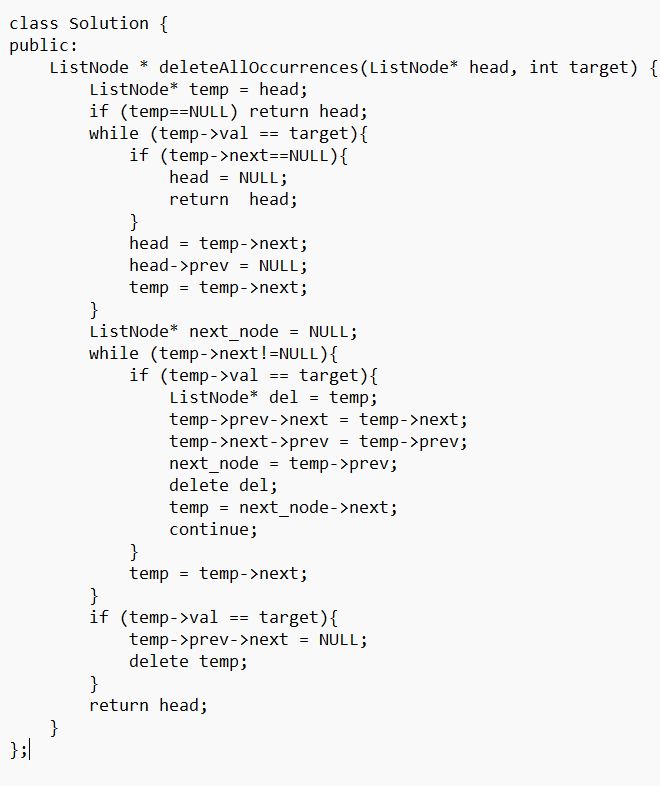 class Solution {
public:
    ListNode * deleteAllOccurrences(ListNode* head, int target) {
        ListNode* temp = head;
        if (temp==NULL) return head;
        while (temp->val == target){
            if (temp->next==NULL){
                head = NULL;
                return  head;
            }
            head = temp->next;
            head->prev = NULL;
            temp = temp->next;
        }
        ListNode* next_node = NULL;
        while (temp->next!=NULL){
            if (temp->val == target){
                ListNode* del = temp;
                temp->prev->next = temp->next;
                temp->next->prev = temp->prev;
                next_node = temp->prev;
                delete del;
                temp = next_node->next;
                continue;
            }
            temp = temp->next;
        }
        if (temp->val == target){
            temp->prev->next = NULL;
            delete temp;
        }
        return head;
    }
};